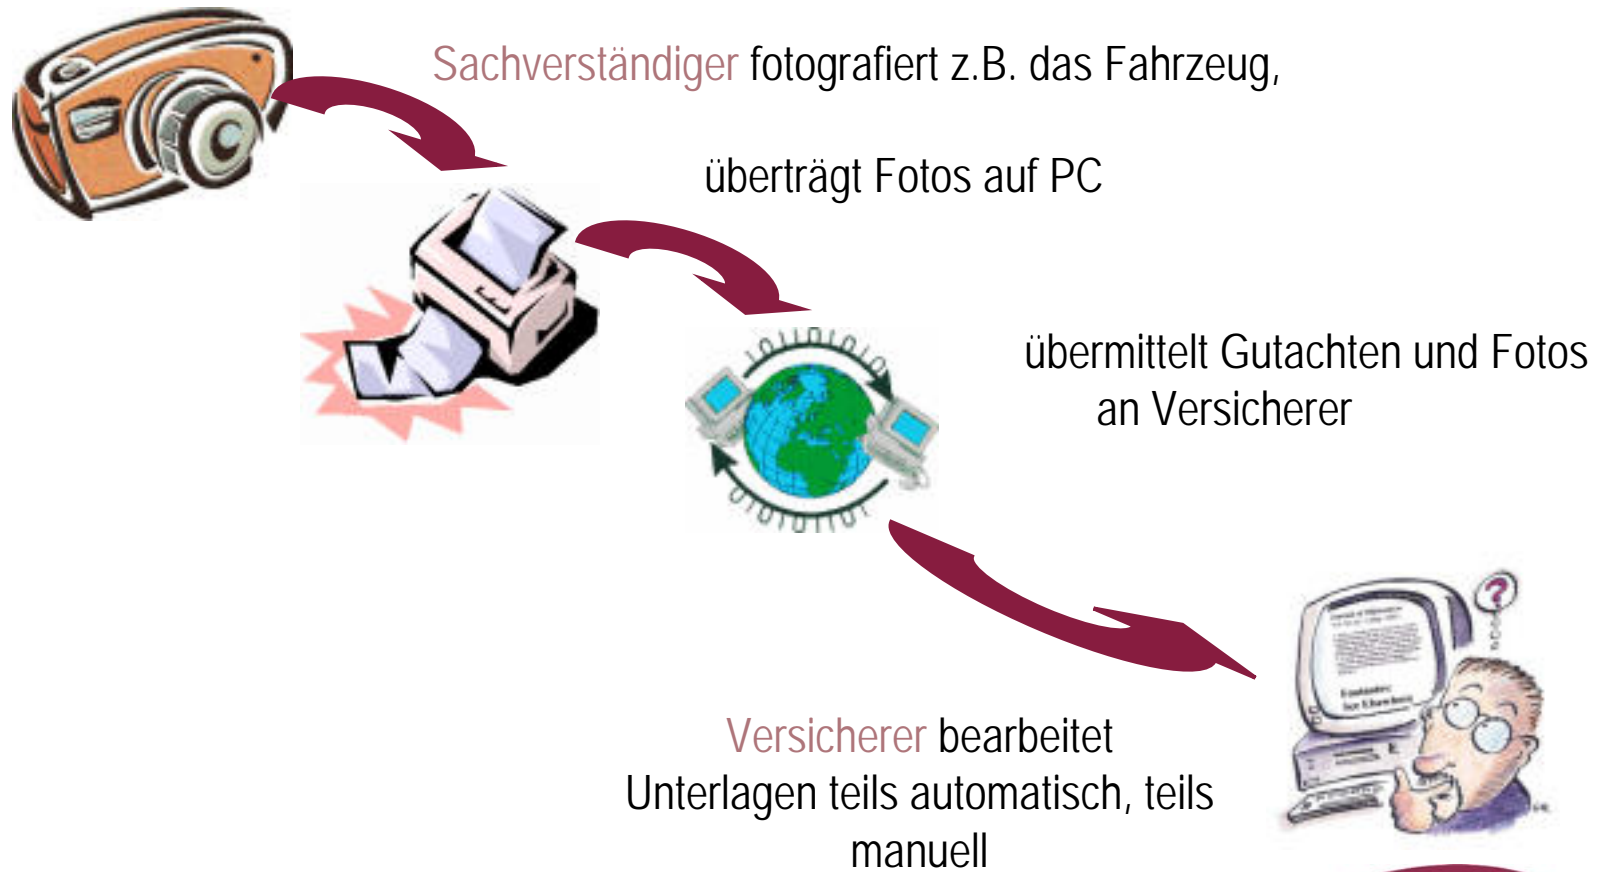 Sachverständiger fotografiert z.B. das Fahrzeug,
überträgt Fotos auf PC
übermittelt Gutachten und Fotos
an Versicherer
?
Versicherer bearbeitet
Unterlagen teils automatisch, teils
manuell